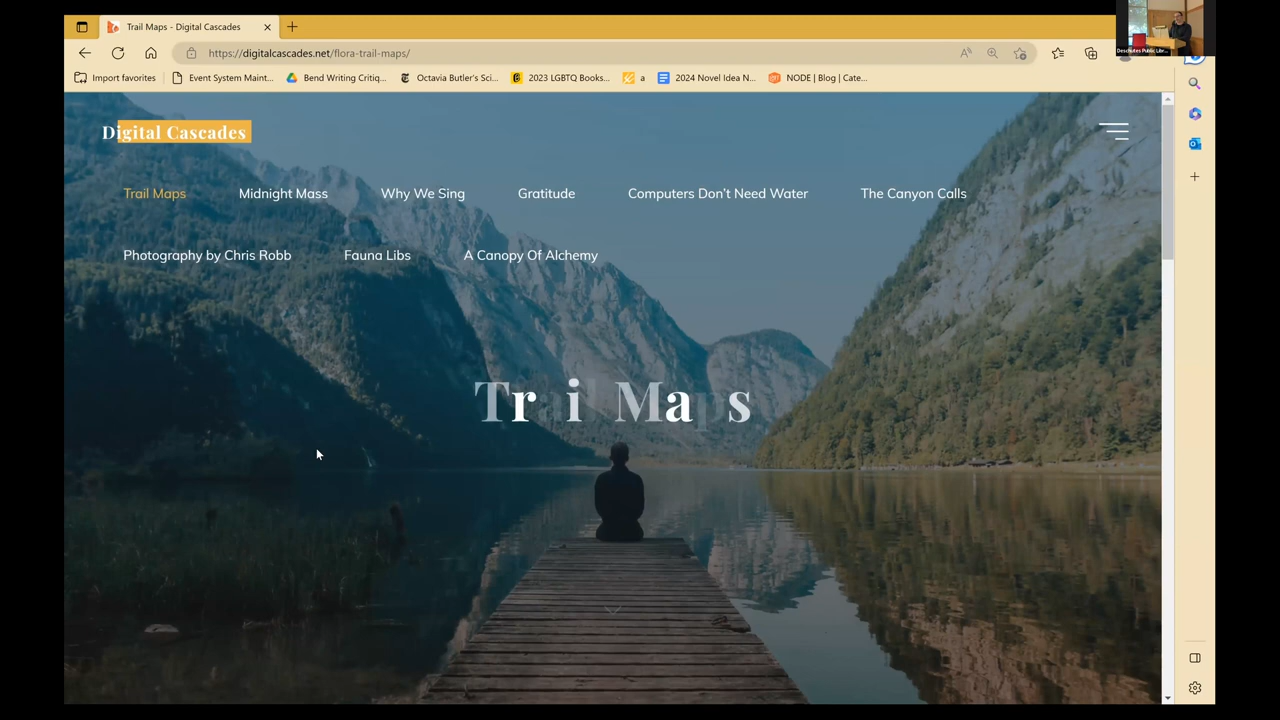 Trail Maps - Digital Cascades
https://digitalcascades.net/flora-trail-maps/
Deschutes Public Libr...
Import favorites Event System Maint... Bend Writing Critiq... Octavia Butler's Sci... 2023 LGBTQ Books... a 2024 Novel Idea N... NODE | Blog | Cate...
Digital Cascades
Trail Maps Midnight Mass Why We Sing Gratitude Computers Don't Need Water The Canyon Calls
Photography by Chris Robb Fauna Libs A Canopy Of Alchemy
Trail Maps